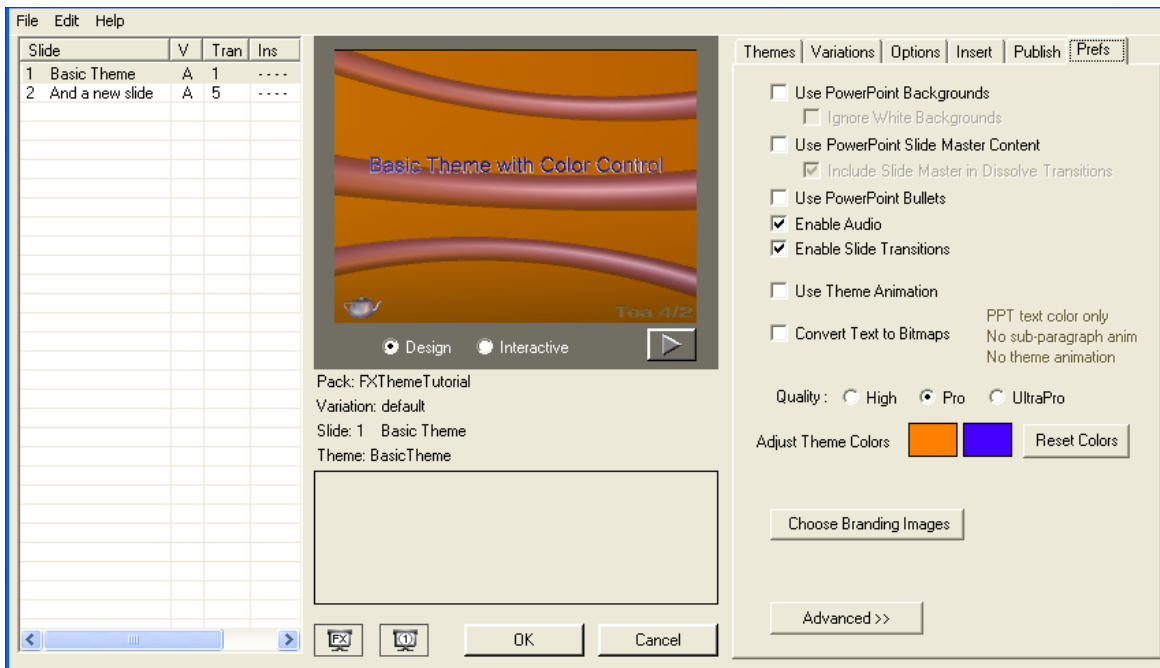 File Edit Help
Slide V Tran Ins
1 Basic Theme A 1 - - - -
2 And a new slide A 5 - - - -
Basic Theme with Color Control
Tea 4/2
Design Interactive
Pack: FXThemeTutorial
Variation: default
Slide: 1 Basic Theme
Theme: BasicTheme
FX 1 OK Cancel
Themes Variations Options Insert Publish Prefs
Use PowerPoint Backgrounds
Ignore White Backgrounds
Use PowerPoint Slide Master Content
Include Slide Master in Dissolve Transitions
Use PowerPoint Bullets
Enable Audio
Enable Slide Transitions
Use Theme Animation
Convert Text to Bitmaps
PPT text color only
No sub-paragraph anim
No theme animation
Quality : High Pro UltraPro
Adjust Theme Colors Reset Colors
Choose Branding Images
Advanced >>